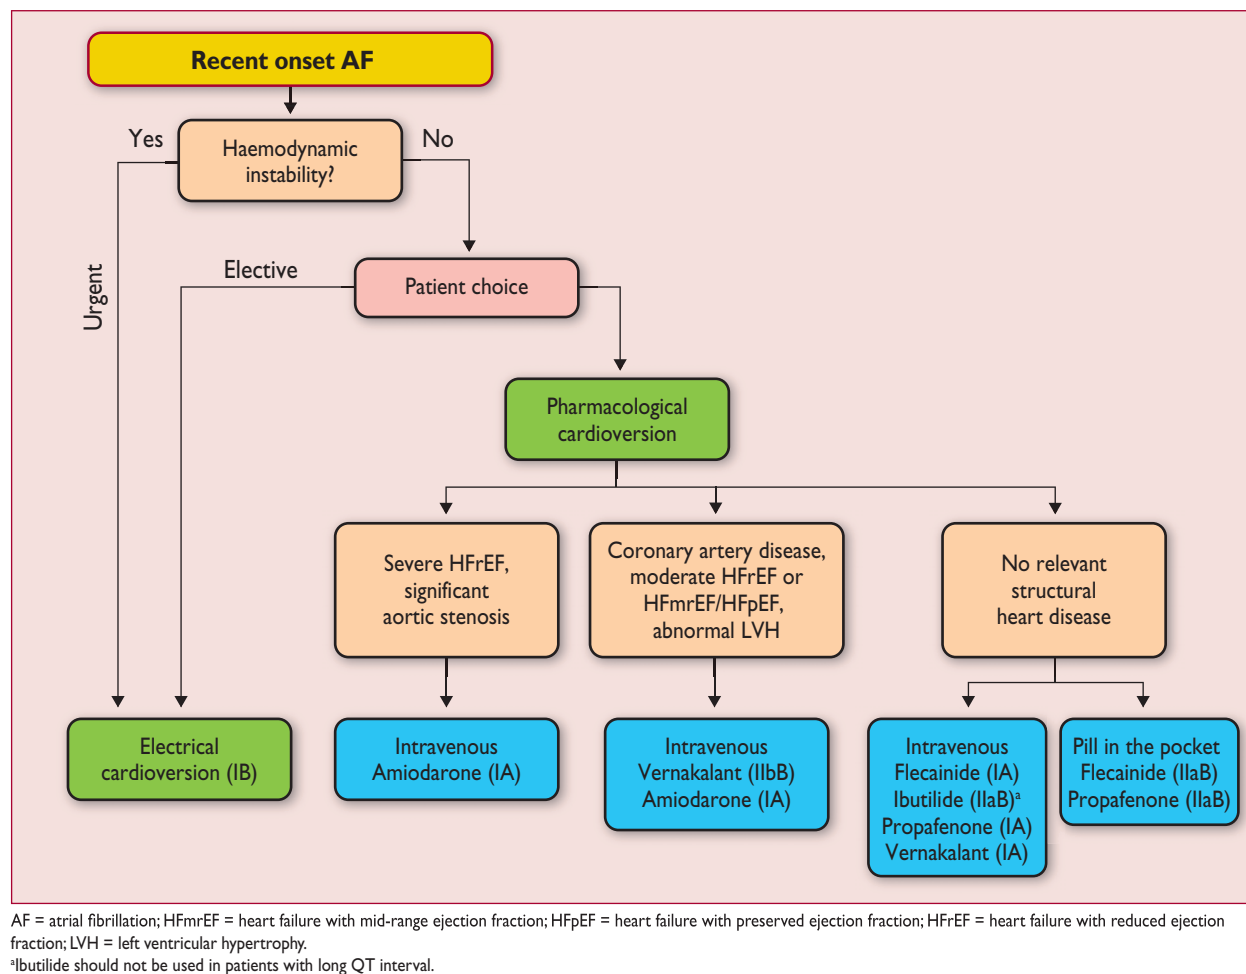 Recent onset AF
Yes
No
Haemodynamic
instability?
Urgent
Elective
Patient choice
Pharmacological
cardioversion
Severe HFrEF,
significant
aortic stenosis
Coronary artery disease,
moderate HFrEF or
HFmrEF/HFpEF,
abnormal LVH
No relevant
structural
heart disease
Electrical
cardioversion (IB)
Intravenous
Amiodarone (IA)
Intravenous
Vernakalant (IIbB)
Amiodarone (IA)
Intravenous
Flecainide (IA)
Ibutilide (IIaB)ᵃ
Propafenone (IA)
Vernakalant (IA)
Pill in the pocket
Flecainide (IIaB)
Propafenone (IIaB)
AF = atrial fibrillation; HFmrEF = heart failure with mid-range ejection fraction; HFpEF = heart failure with preserved ejection fraction; HFrEF = heart failure with reduced ejection
fraction; LVH = left ventricular hypertrophy.
ᵃIbutilide should not be used in patients with long QT interval.